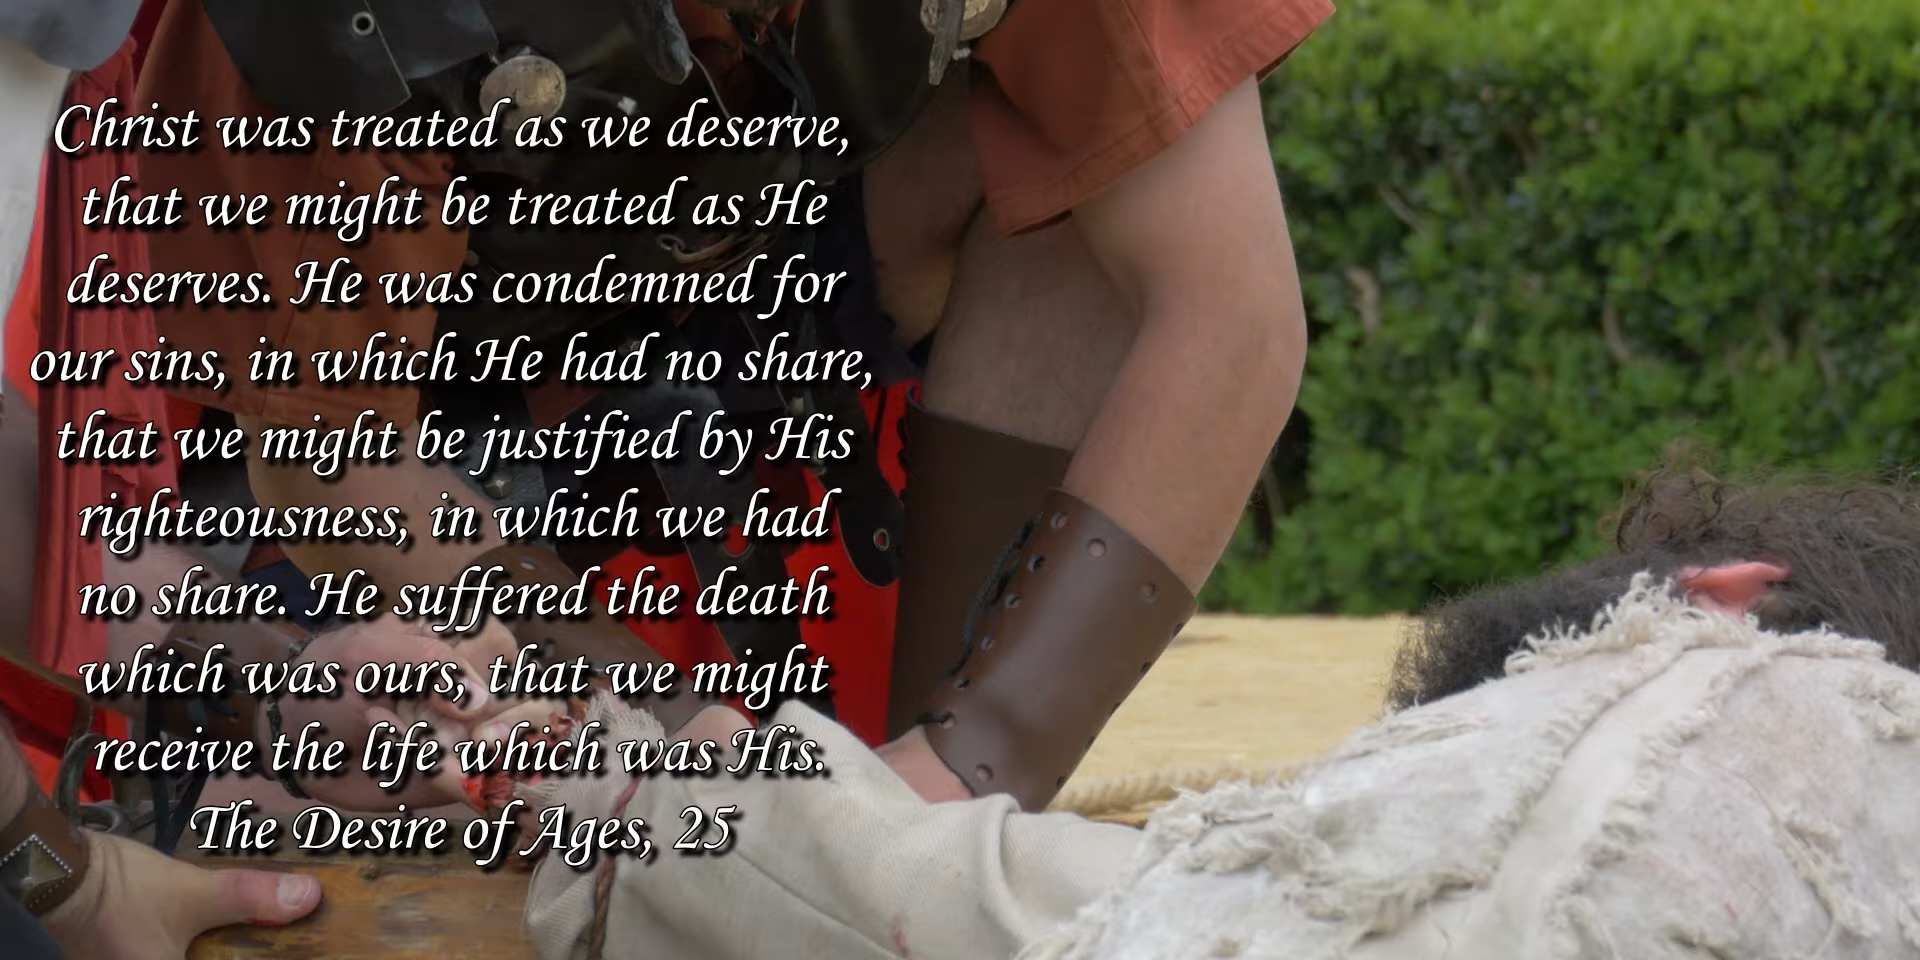 Christ was treated as we deserve,
that we might be treated as He
deserves. He was condemned for
our sins, in which He had no share,
that we might be justified by His
righteousness, in which we had
no share. He suffered the death
which was ours, that we might
receive the life which was His.
The Desire of Ages, 25